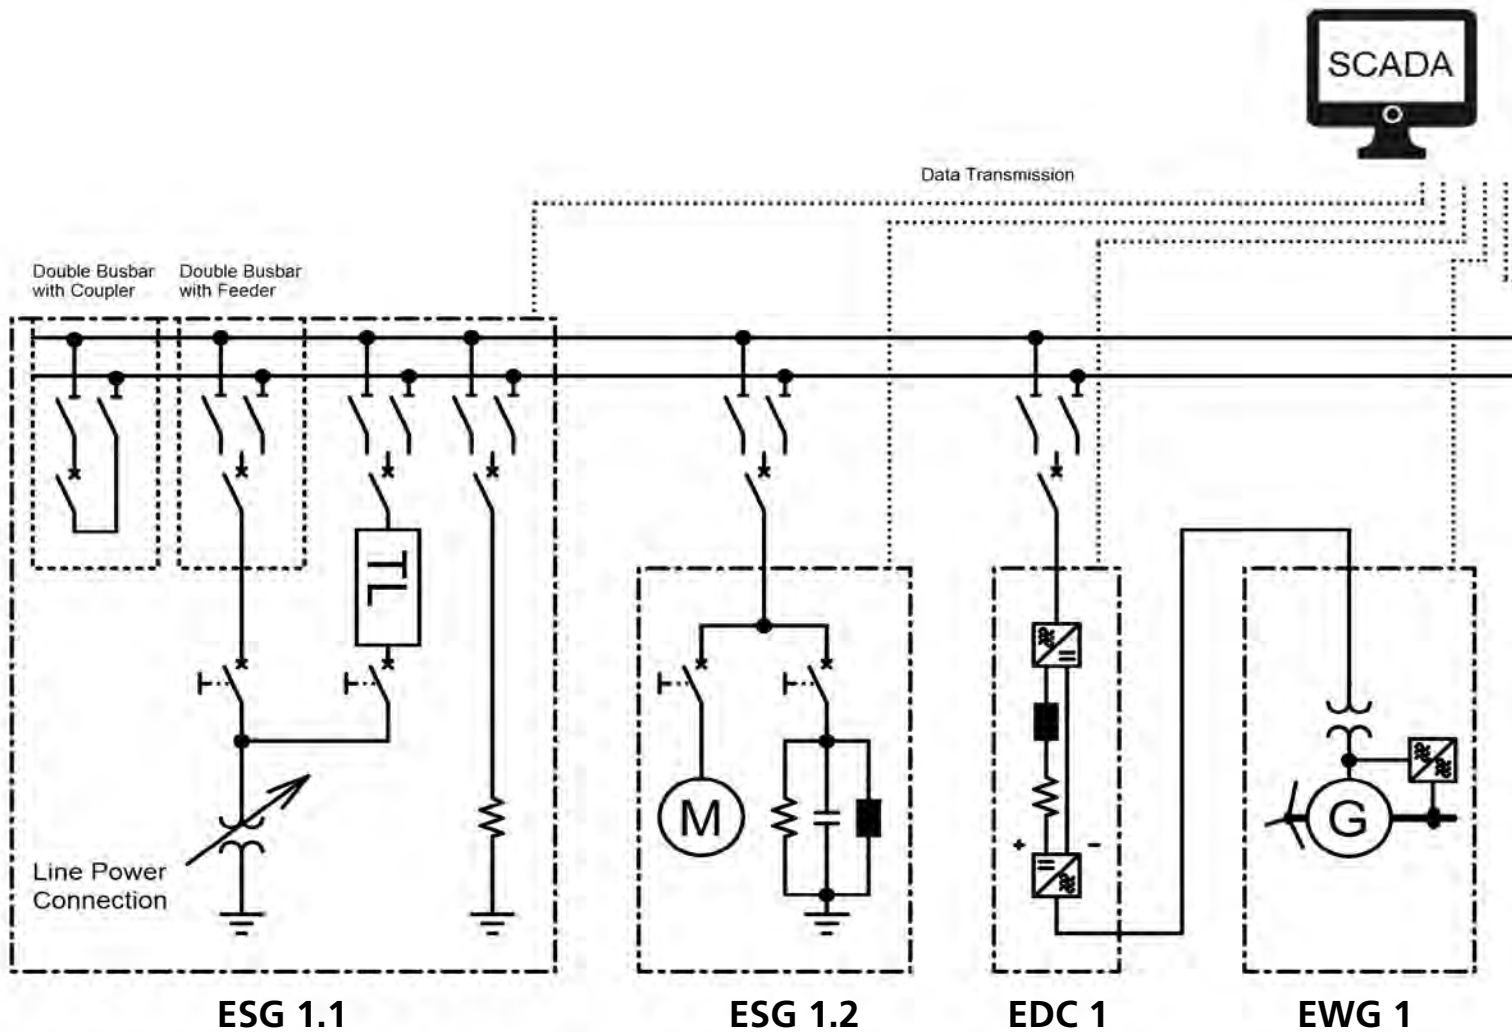 SCADA
Data Transmission
Double Busbar
with Coupler
Double Busbar
with Feeder
TL
M
G
+
-
Line Power
Connection
ESG 1.1
ESG 1.2
EDC 1
EWG 1